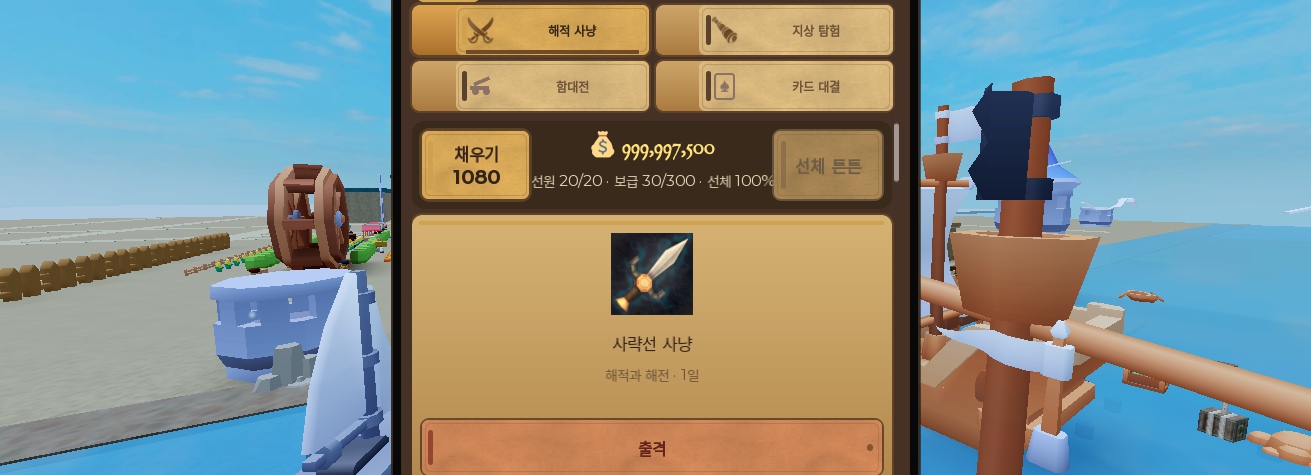 해적 사냥
지상 탐험
함대전
카드 대결
채우기
1080
999,997,500
선원 20/20 · 보급 30/300 · 선체 100%
선체 튼튼
사략선 사냥
해적과 해전 · 1일
출격